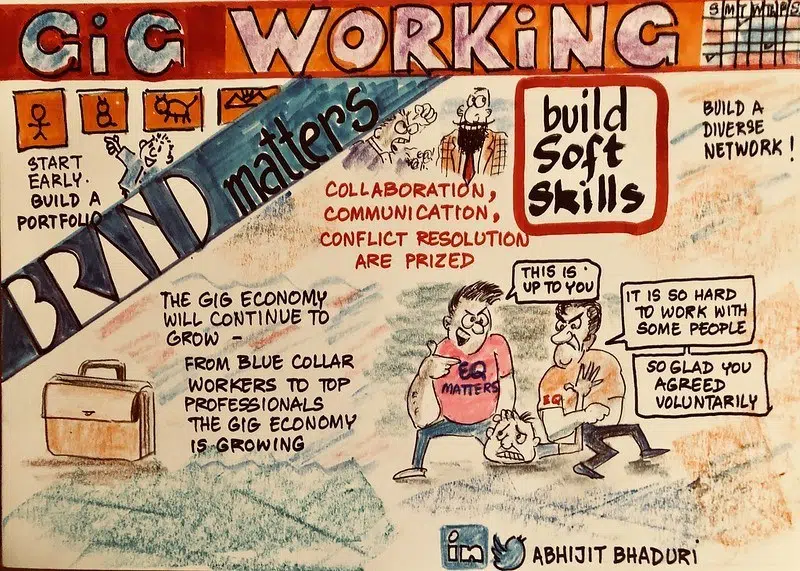 GIG WORKING
S M T W T F S
START
EARLY.
BUILD A
PORTFOLIO
BRAND matters
COLLABORATION,
COMMUNICATION,
CONFLICT RESOLUTION
ARE PRIZED
build
Soft
Skills
BUILD A
DIVERSE
NETWORK!
THE GIG ECONOMY
WILL CONTINUE TO
GROW -
FROM BLUE COLLAR
WORKERS TO TOP
PROFESSIONALS
THE GIG ECONOMY
IS GROWING
THIS IS
UP TO YOU
IT IS SO HARD
TO WORK WITH
SOME PEOPLE
SO GLAD YOU
AGREED
VOLUNTARILY
EQ
MATTERS
EQ
in
ABHIJIT BHADURI